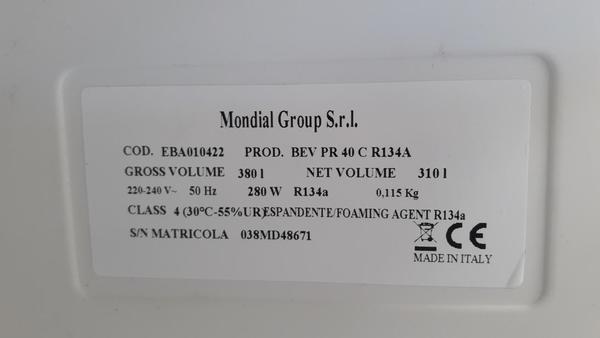 Mondial Group S.r.l.
COD. EBA010422 PROD. BEV PR 40 C R134A
GROSS VOLUME 380 l NET VOLUME 310 l
220-240 V~ 50 Hz 280 W R134a 0,115 Kg
CLASS 4 (30°C-55%UR)ESPANDENTE/FOAMING AGENT R134a
S/N MATRICOLA 038MD48671
CE
MADE IN ITALY